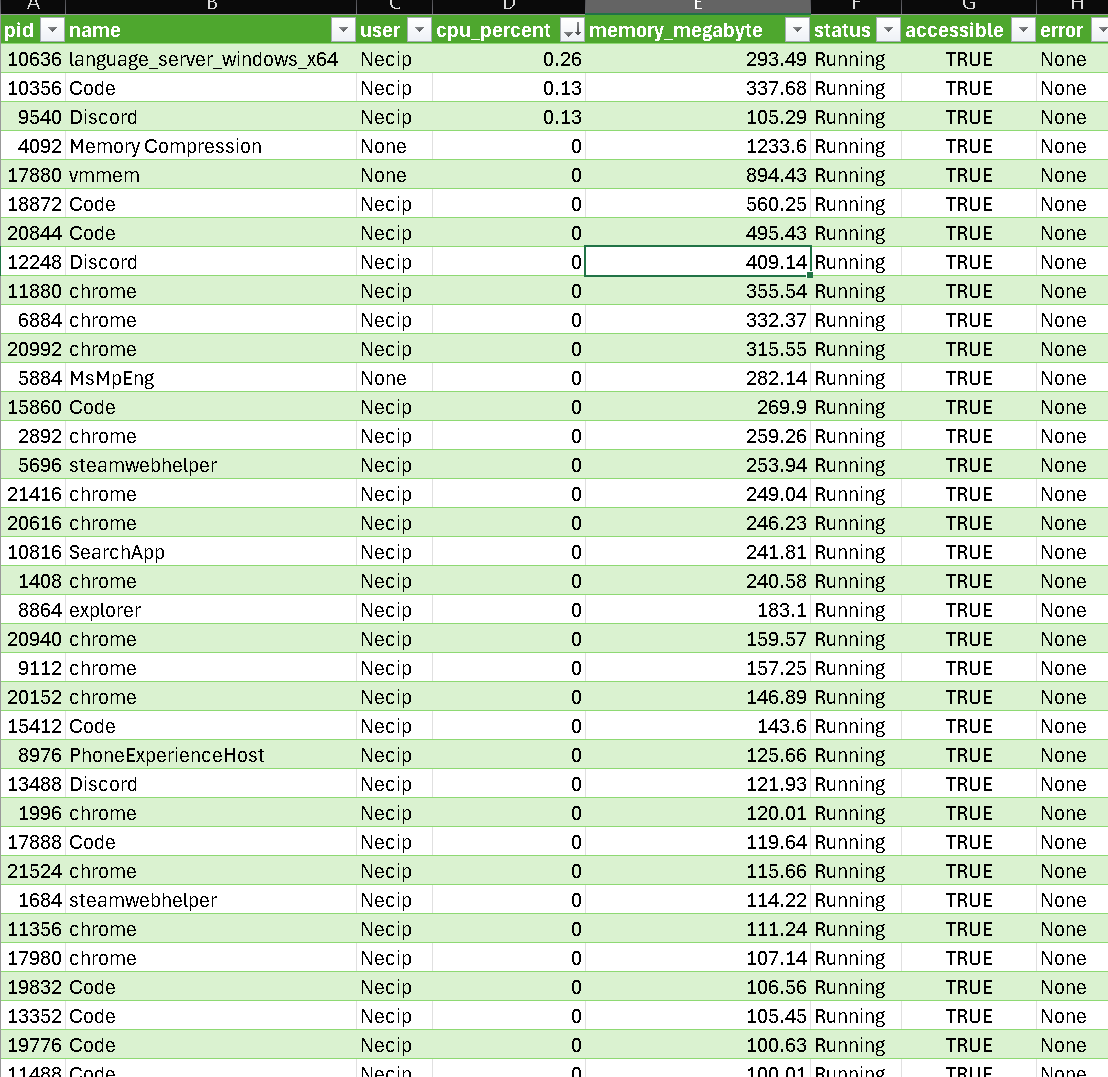 A B C D E F G H
pid name user cpu_percent memory_megabyte status accessible error
10636 language_server_windows_x64 Necip 0.26 293.49 Running TRUE None
10356 Code Necip 0.13 337.68 Running TRUE None
9540 Discord Necip 0.13 105.29 Running TRUE None
4092 Memory Compression None 0 1233.6 Running TRUE None
17880 vmmem None 0 894.43 Running TRUE None
18872 Code Necip 0 560.25 Running TRUE None
20844 Code Necip 0 495.43 Running TRUE None
12248 Discord Necip 0 409.14 Running TRUE None
11880 chrome Necip 0 355.54 Running TRUE None
6884 chrome Necip 0 332.37 Running TRUE None
20992 chrome Necip 0 315.55 Running TRUE None
5884 MsMpEng None 0 282.14 Running TRUE None
15860 Code Necip 0 269.9 Running TRUE None
2892 chrome Necip 0 259.26 Running TRUE None
5696 steamwebhelper Necip 0 253.94 Running TRUE None
21416 chrome Necip 0 249.04 Running TRUE None
20616 chrome Necip 0 246.23 Running TRUE None
10816 SearchApp Necip 0 241.81 Running TRUE None
1408 chrome Necip 0 240.58 Running TRUE None
8864 explorer Necip 0 183.1 Running TRUE None
20940 chrome Necip 0 159.57 Running TRUE None
9112 chrome Necip 0 157.25 Running TRUE None
20152 chrome Necip 0 146.89 Running TRUE None
15412 Code Necip 0 143.6 Running TRUE None
8976 PhoneExperienceHost Necip 0 125.66 Running TRUE None
13488 Discord Necip 0 121.93 Running TRUE None
1996 chrome Necip 0 120.01 Running TRUE None
17888 Code Necip 0 119.64 Running TRUE None
21524 chrome Necip 0 115.66 Running TRUE None
1684 steamwebhelper Necip 0 114.22 Running TRUE None
11356 chrome Necip 0 111.24 Running TRUE None
17980 chrome Necip 0 107.14 Running TRUE None
19832 Code Necip 0 106.56 Running TRUE None
13352 Code Necip 0 105.45 Running TRUE None
19776 Code Necip 0 100.63 Running TRUE None
11488 Code Necip 0 100.01 Running TRUE None